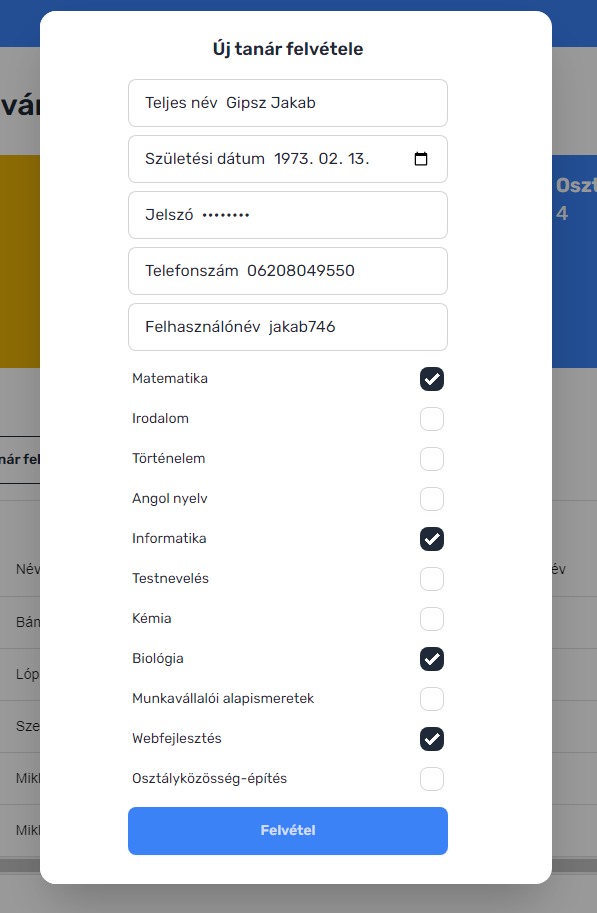 Új tanár felvétele
Teljes név Gipsz Jakab
Születési dátum 1973. 02. 13.
Jelszó ••••••••
Telefonszám 06208049550
Felhasználónév jakab746
Matematika
Irodalom
Történelem
Angol nyelv
Informatika
Testnevelés
Kémia
Biológia
Munkavállalói alapismeretek
Webfejlesztés
Osztályközösség-építés
Felvétel
vár
Oszt
4
nár fel
Név
év
Bán
Lóp
Sze
Mikl
Mikl